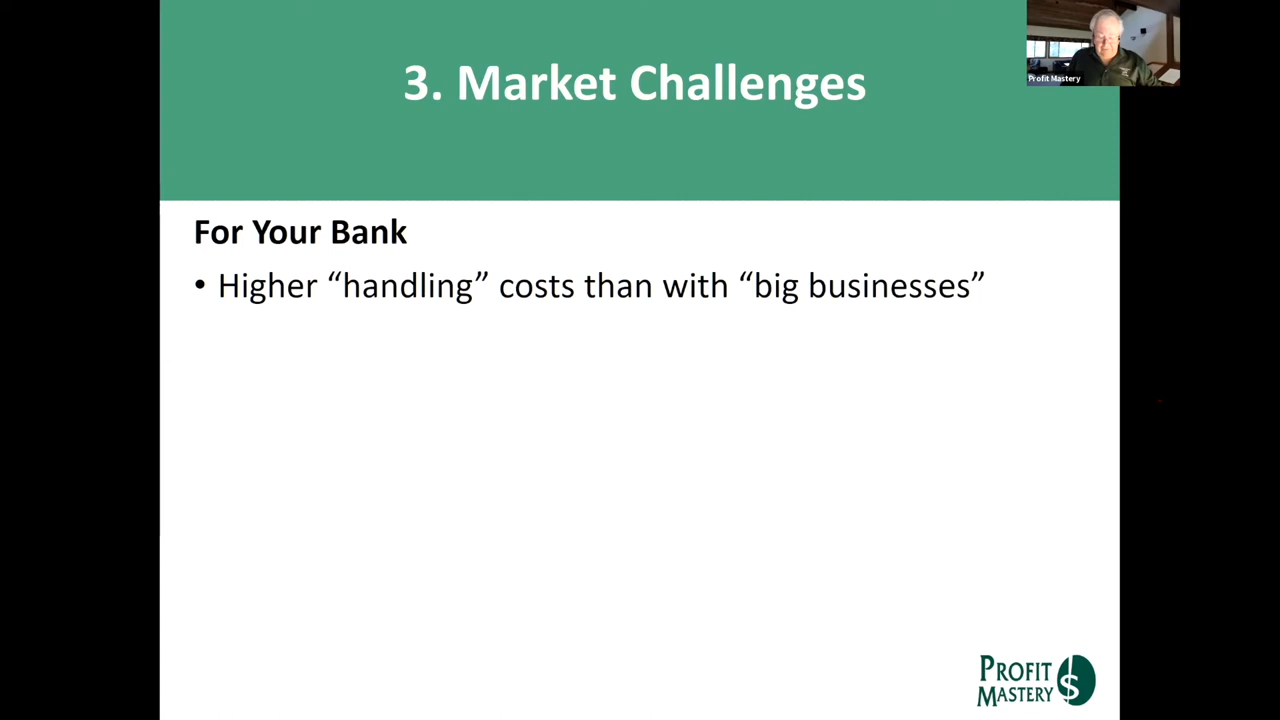 3. Market Challenges
Profit Mastery
For Your Bank
• Higher “handling” costs than with “big businesses”
PROFIT
MASTERY